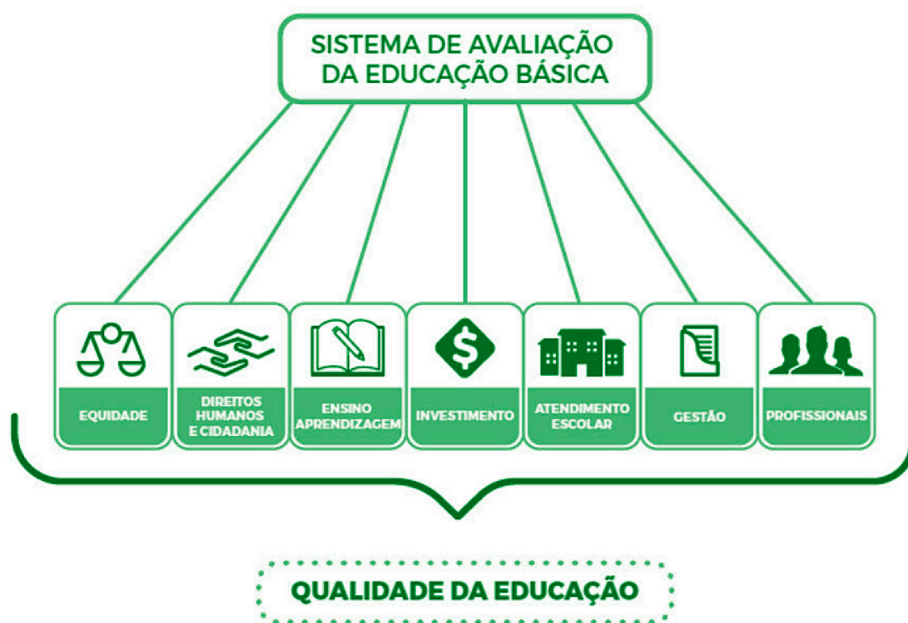 SISTEMA DE AVALIAÇÃO
DA EDUCAÇÃO BÁSICA
EQUIDADE
DIREITOS
HUMANOS
E CIDADANIA
ENSINO
APRENDIZAGEM
$
INVESTIMENTO
ATENDIMENTO
ESCOLAR
GESTÃO
PROFISSIONAIS
QUALIDADE DA EDUCAÇÃO